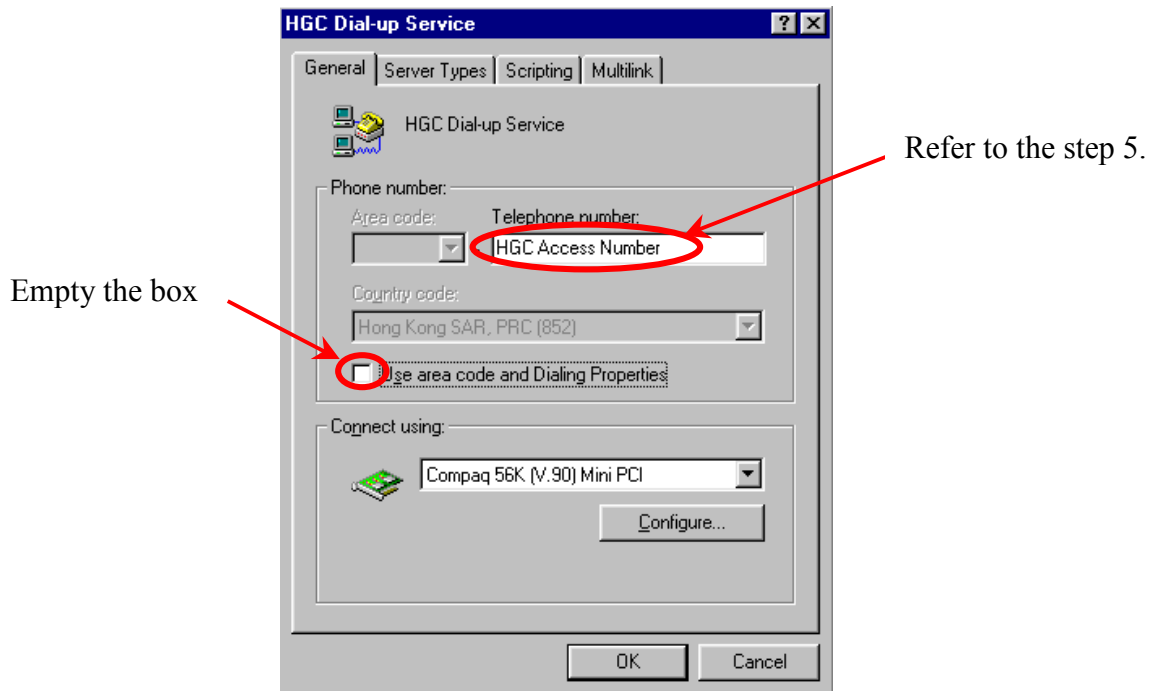 HGC Dial-up Service
General Server Types Scripting Multilink
HGC Dial-up Service
Refer to the step 5.
Phone number:
Area code: Telephone number:
- HGC Access Number
Empty the box
Country code:
Hong Kong SAR, PRC (852)
Use area code and Dialing Properties
Connect using:
Compaq 56K (V.90) Mini PCI
Configure...
OK Cancel